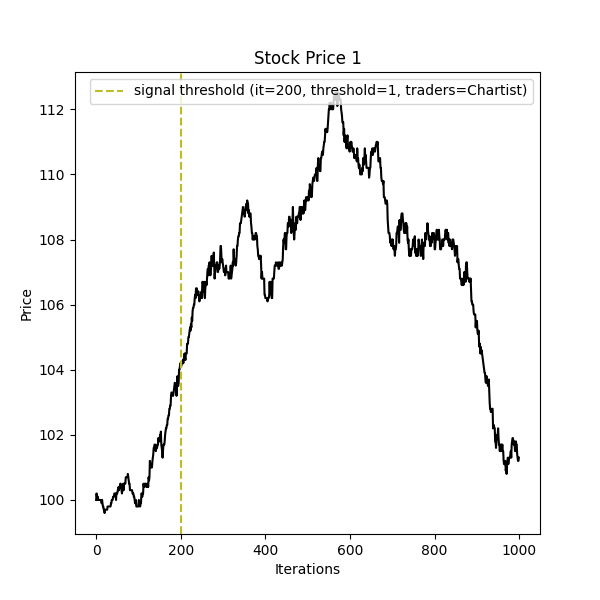 Stock Price 1
signal threshold (it=200, threshold=1, traders=Chartist)
112
110
108
106
104
102
100
Price
0 200 400 600 800 1000
Iterations